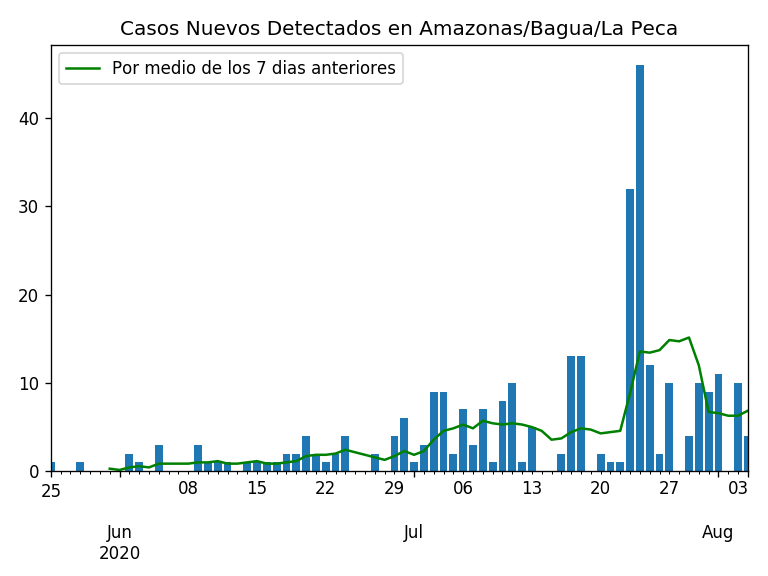 Casos Nuevos Detectados en Amazonas/Bagua/La Peca
Por medio de los 7 dias anteriores
40
30
20
10
0
25 08 15 22 29 06 13 20 27 03
Jun Jul Aug
2020